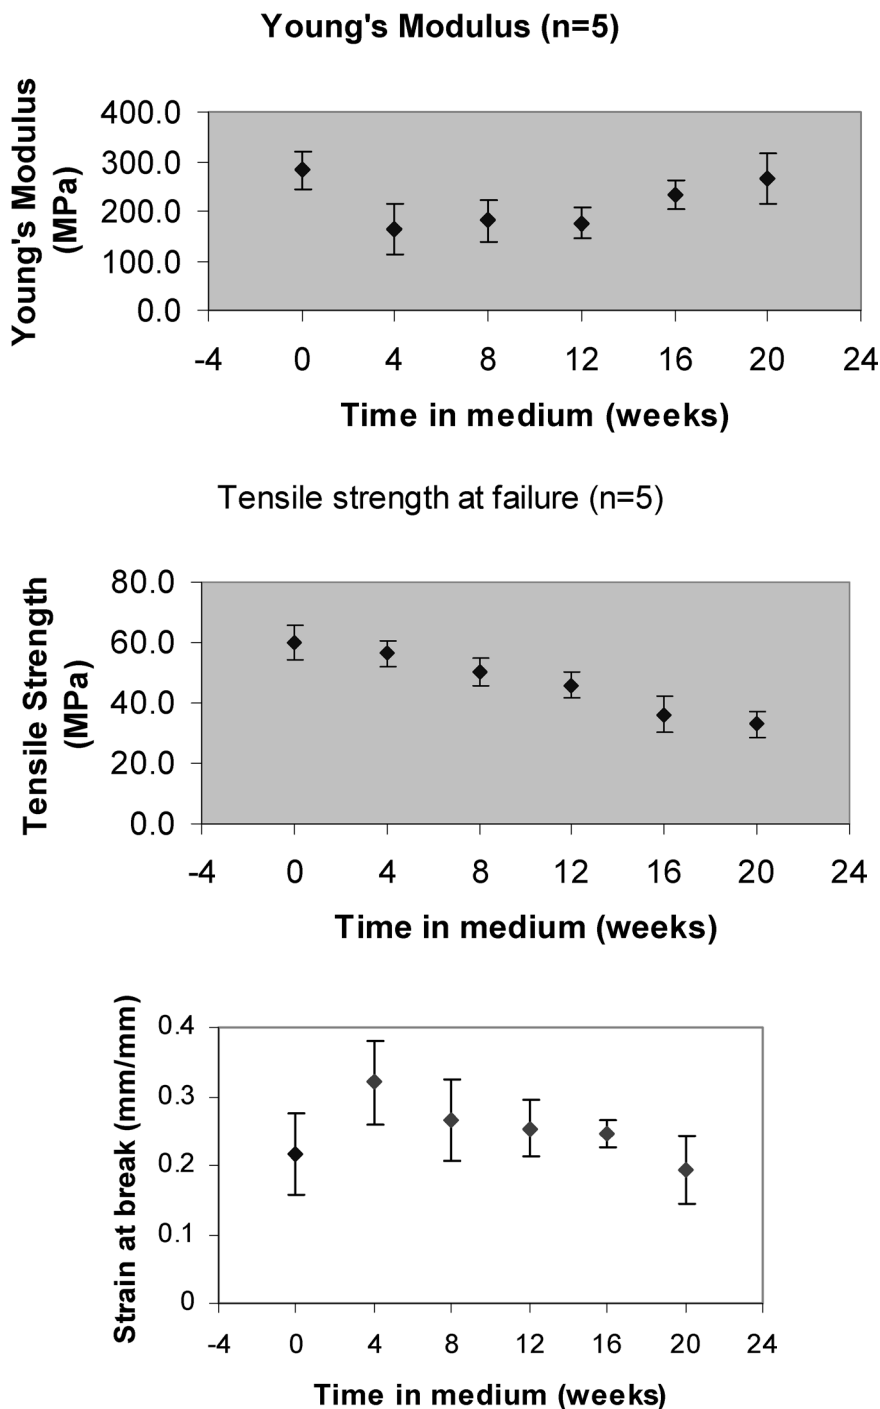 Young's Modulus (n=5)
Young's Modulus
(MPa)
400.0
300.0
200.0
100.0
0.0
-4 0 4 8 12 16 20 24
Time in medium (weeks)
Tensile strength at failure (n=5)
Tensile Strength
(MPa)
80.0
60.0
40.0
20.0
0.0
-4 0 4 8 12 16 20 24
Time in medium (weeks)
Strain at break (mm/mm)
0.4
0.3
0.2
0.1
0
-4 0 4 8 12 16 20 24
Time in medium (weeks)